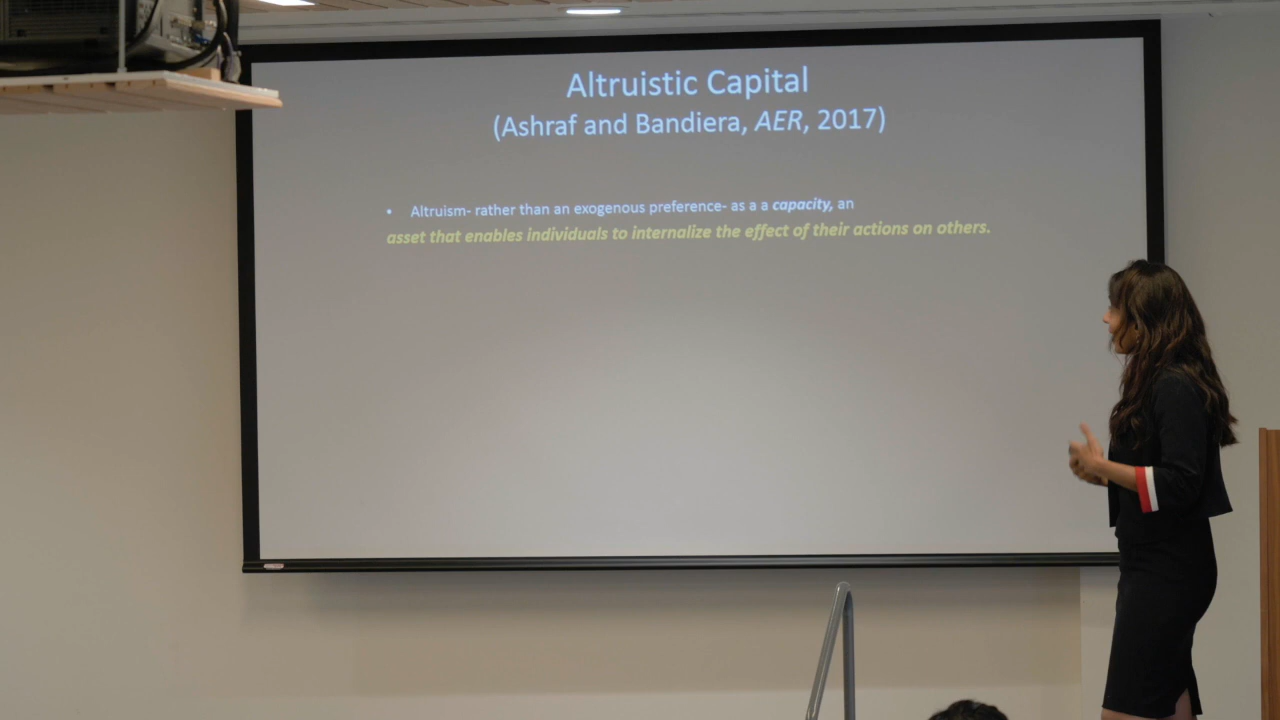 Altruistic Capital
(Ashraf and Bandiera, AER, 2017)
• Altruism- rather than an exogenous preference- as a a capacity, an
asset that enables individuals to internalize the effect of their actions on others.